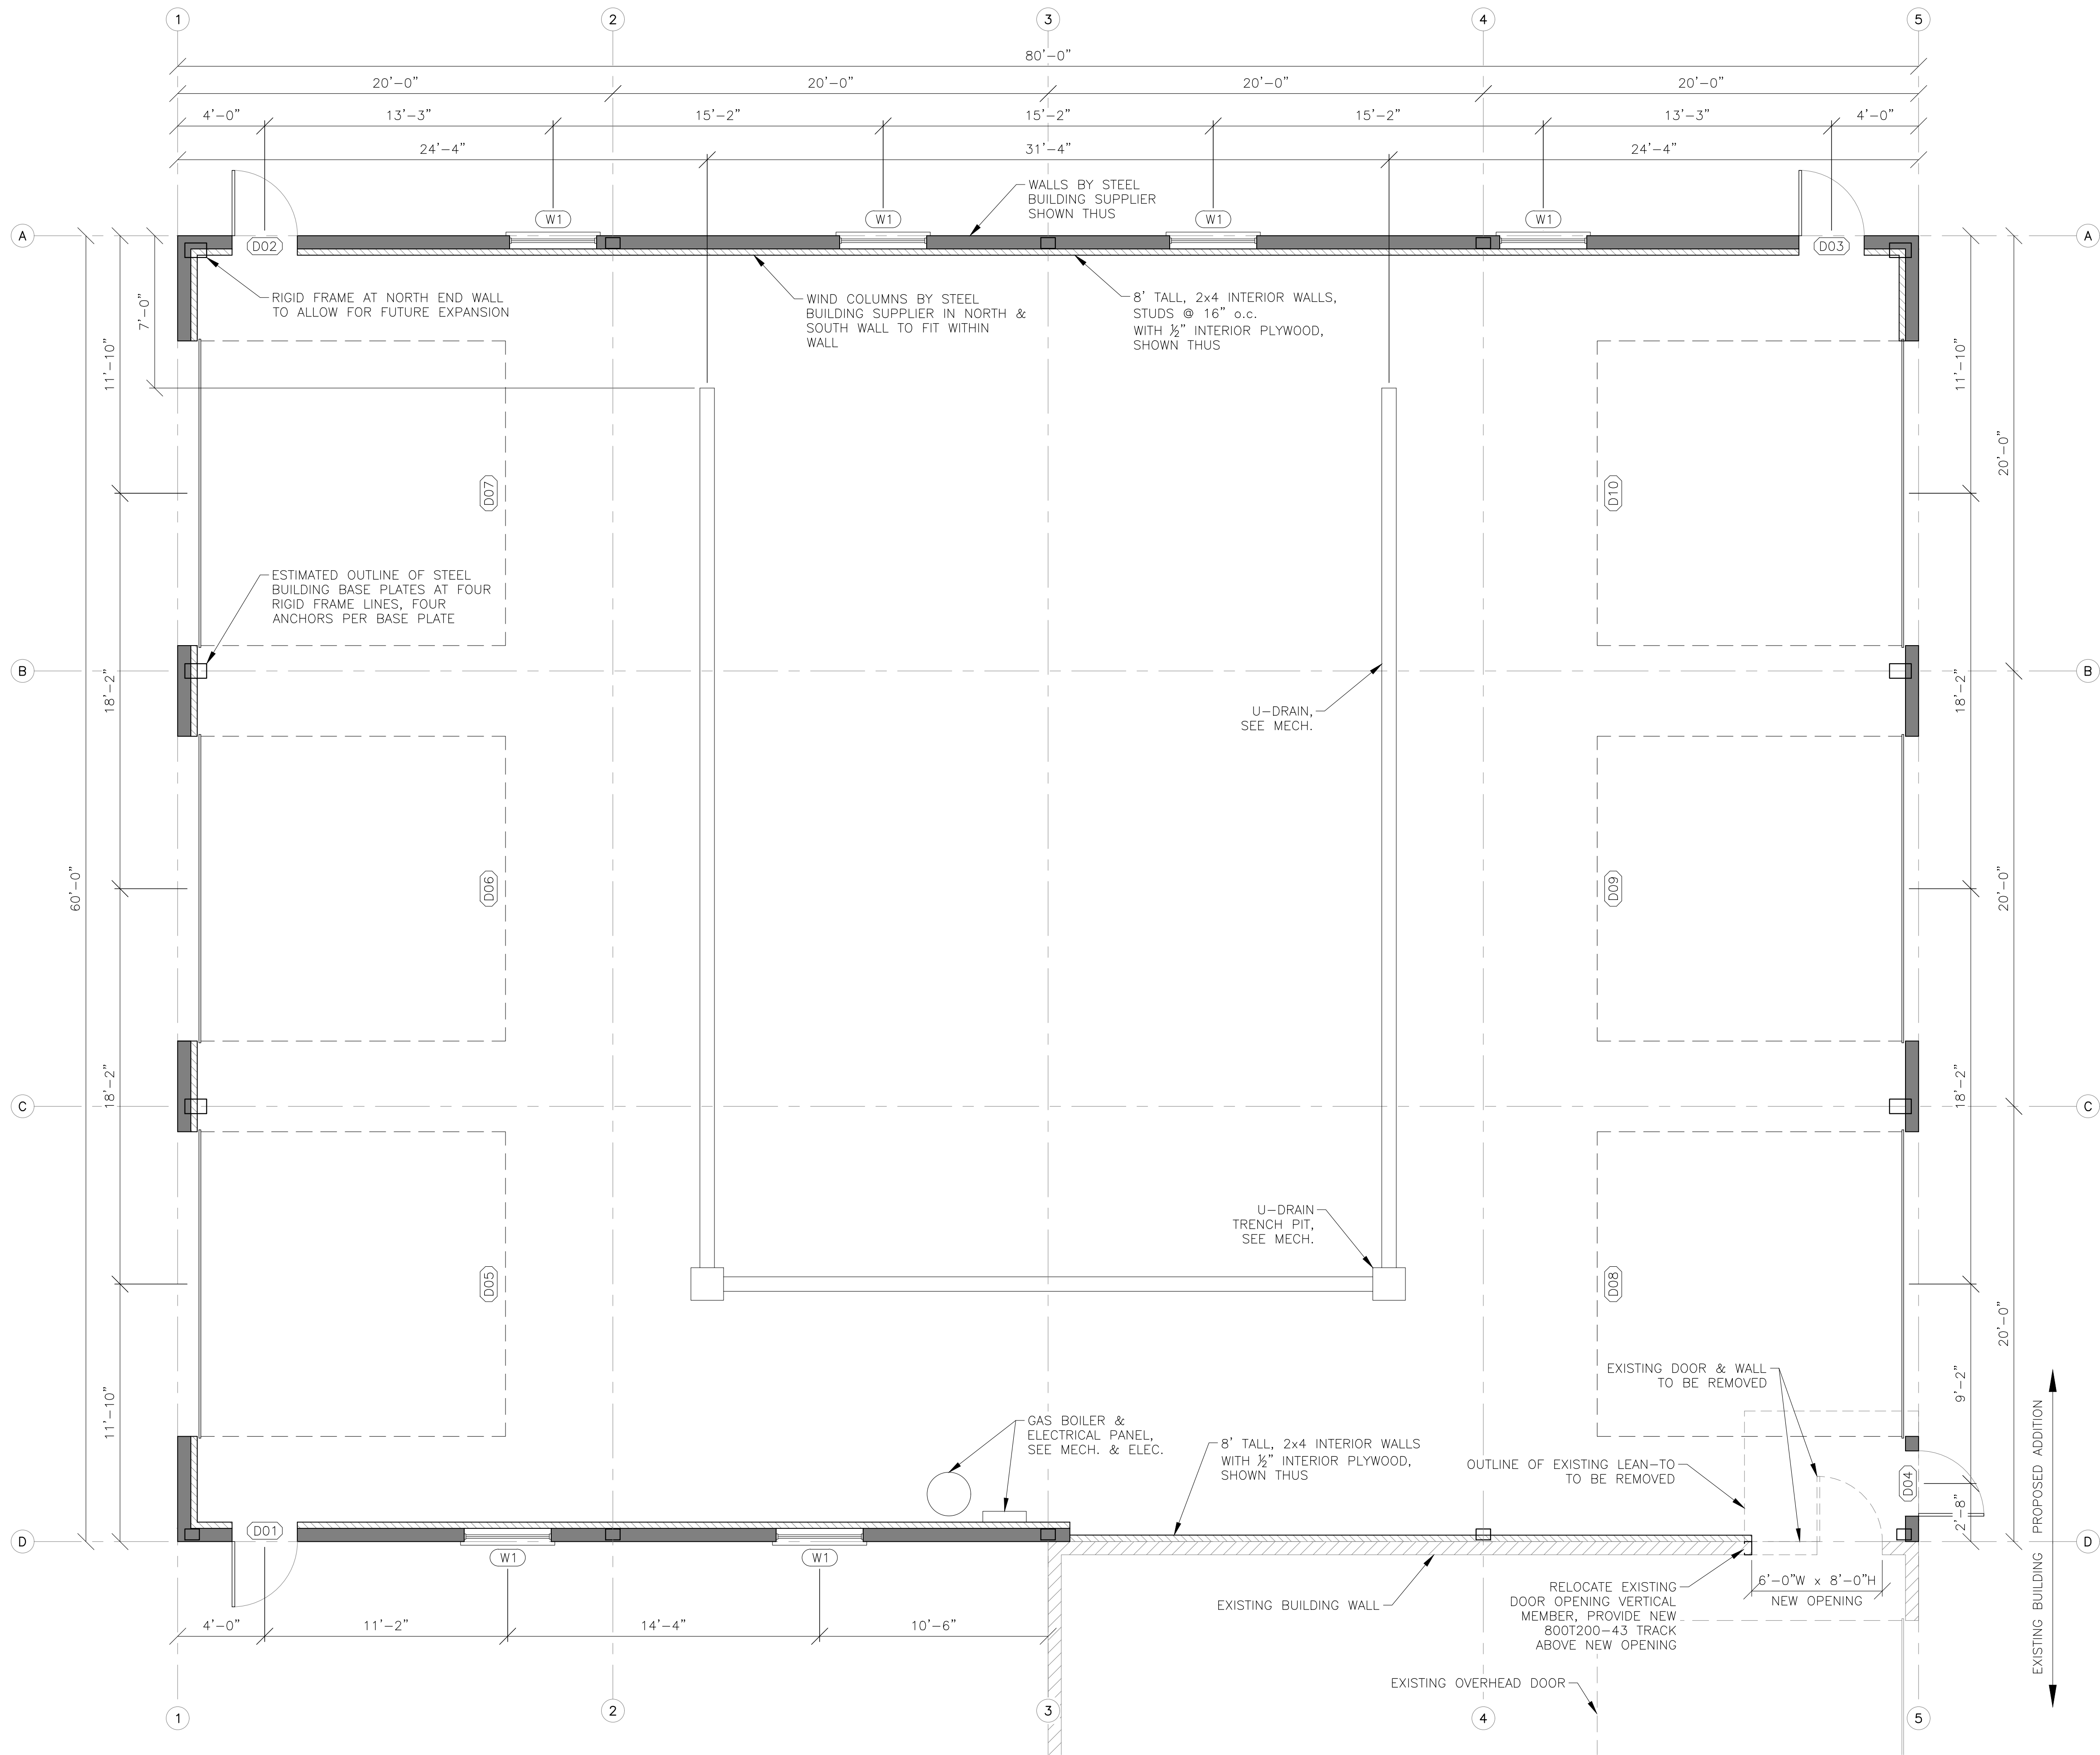 1 2 3 4 5
80'-0"
20'-0" 20'-0" 20'-0" 20'-0"
4'-0" 13'-3" 15'-2" 15'-2" 15'-2" 13'-3" 4'-0"
24'-4" 31'-4" 24'-4"
WALLS BY STEEL
BUILDING SUPPLIER
SHOWN THUS
W1 W1 W1 W1
A A
D02 D03
RIGID FRAME AT NORTH END WALL
TO ALLOW FOR FUTURE EXPANSION
WIND COLUMNS BY STEEL
BUILDING SUPPLIER IN NORTH &
SOUTH WALL TO FIT WITHIN
WALL
8' TALL, 2x4 INTERIOR WALLS,
STUDS @ 16" o.c.
WITH ½" INTERIOR PLYWOOD,
SHOWN THUS
7'-0"
11'-10"
11'-10"
20'-0"
D07
D10
ESTIMATED OUTLINE OF STEEL
BUILDING BASE PLATES AT FOUR
RIGID FRAME LINES, FOUR
ANCHORS PER BASE PLATE
B B
18'-2"
18'-2"
U-DRAIN,
SEE MECH.
60'-0"
D06
D09
20'-0"
18'-2"
18'-2"
C C
U-DRAIN
TRENCH PIT,
SEE MECH.
D05
D08
20'-0"
11'-10"
9'-2"
EXISTING DOOR & WALL
TO BE REMOVED
GAS BOILER &
ELECTRICAL PANEL,
SEE MECH. & ELEC.
8' TALL, 2x4 INTERIOR WALLS
WITH ½" INTERIOR PLYWOOD,
SHOWN THUS
OUTLINE OF EXISTING LEAN-TO
TO BE REMOVED
D04
2'-8"
PROPOSED ADDITION
EXISTING BUILDING
D D
D01
W1 W1
RELOCATE EXISTING
DOOR OPENING VERTICAL
MEMBER, PROVIDE NEW
800T200-43 TRACK
ABOVE NEW OPENING
6'-0"W x 8'-0"H
NEW OPENING
EXISTING BUILDING WALL
4'-0" 11'-2" 14'-4" 10'-6"
EXISTING OVERHEAD DOOR
1 2 3 4 5